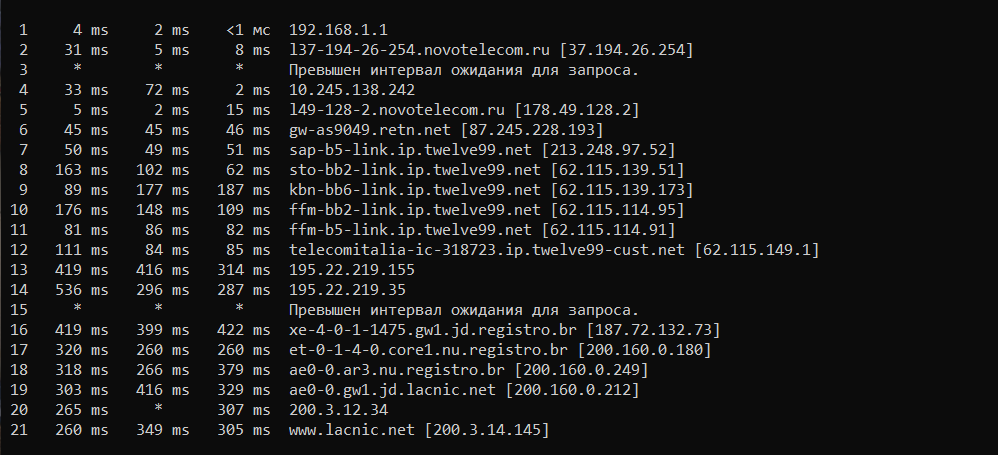 1 4 ms 2 ms <1 мс 192.168.1.1
2 31 ms 5 ms 8 ms l37-194-26-254.novotelecom.ru [37.194.26.254]
3 * * * Превышен интервал ожидания для запроса.
4 33 ms 72 ms 2 ms 10.245.138.242
5 5 ms 2 ms 15 ms l49-128-2.novotelecom.ru [178.49.128.2]
6 45 ms 45 ms 46 ms gw-as9049.retn.net [87.245.228.193]
7 50 ms 49 ms 51 ms sap-b5-link.ip.twelve99.net [213.248.97.52]
8 163 ms 102 ms 62 ms sto-bb2-link.ip.twelve99.net [62.115.139.51]
9 89 ms 177 ms 187 ms kbn-bb6-link.ip.twelve99.net [62.115.139.173]
10 176 ms 148 ms 109 ms ffm-bb2-link.ip.twelve99.net [62.115.114.95]
11 81 ms 86 ms 82 ms ffm-b5-link.ip.twelve99.net [62.115.114.91]
12 111 ms 84 ms 85 ms telecomitalia-ic-318723.ip.twelve99-cust.net [62.115.149.1]
13 419 ms 416 ms 314 ms 195.22.219.155
14 536 ms 296 ms 287 ms 195.22.219.35
15 * * * Превышен интервал ожидания для запроса.
16 419 ms 399 ms 422 ms xe-4-0-1-1475.gw1.jd.registro.br [187.72.132.73]
17 320 ms 260 ms 260 ms et-0-1-4-0.core1.nu.registro.br [200.160.0.180]
18 318 ms 266 ms 379 ms ae0-0.ar3.nu.registro.br [200.160.0.249]
19 303 ms 416 ms 329 ms ae0-0.gw1.jd.lacnic.net [200.160.0.212]
20 265 ms * 307 ms 200.3.12.34
21 260 ms 349 ms 305 ms www.lacnic.net [200.3.14.145]